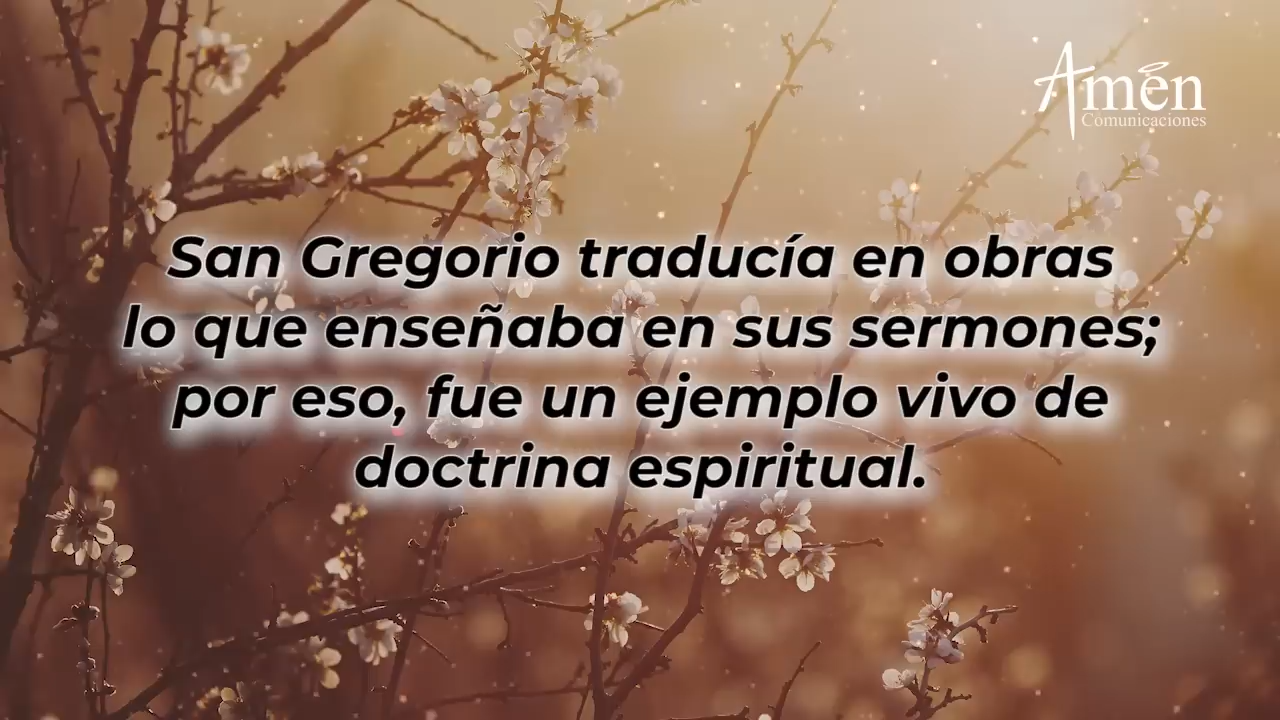 Amén
Comunicaciones
San Gregorio traducía en obras
lo que enseñaba en sus sermones;
por eso, fue un ejemplo vivo de
doctrina espiritual.